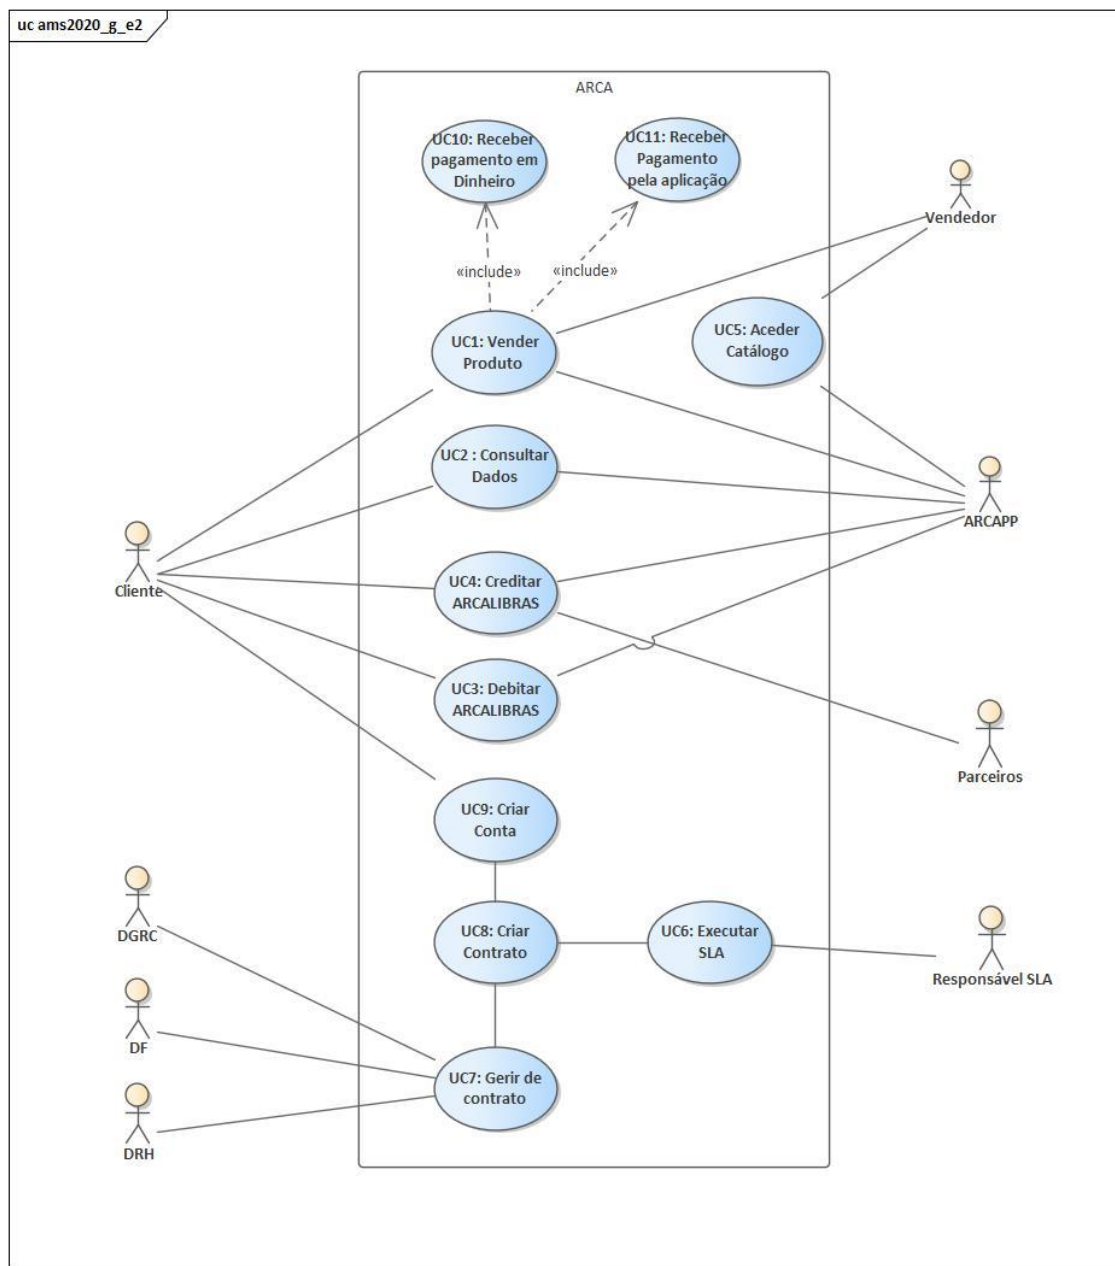 uc ams2020_g_e2
ARCA
UC10: Receber
pagamento em
Dinheiro
UC11: Receber
Pagamento
pela aplicação
Vendedor
«include»
«include»
UC1: Vender
Produto
UC5: Aceder
Catálogo
UC2 : Consultar
Dados
ARCAPP
Cliente
UC4: Creditar
ARCALIBRAS
UC3: Debitar
ARCALIBRAS
Parceiros
UC9: Criar
Conta
DGRC
UC8: Criar
Contrato
UC6: Executar
SLA
Responsável SLA
DF
UC7: Gerir de
contrato
DRH